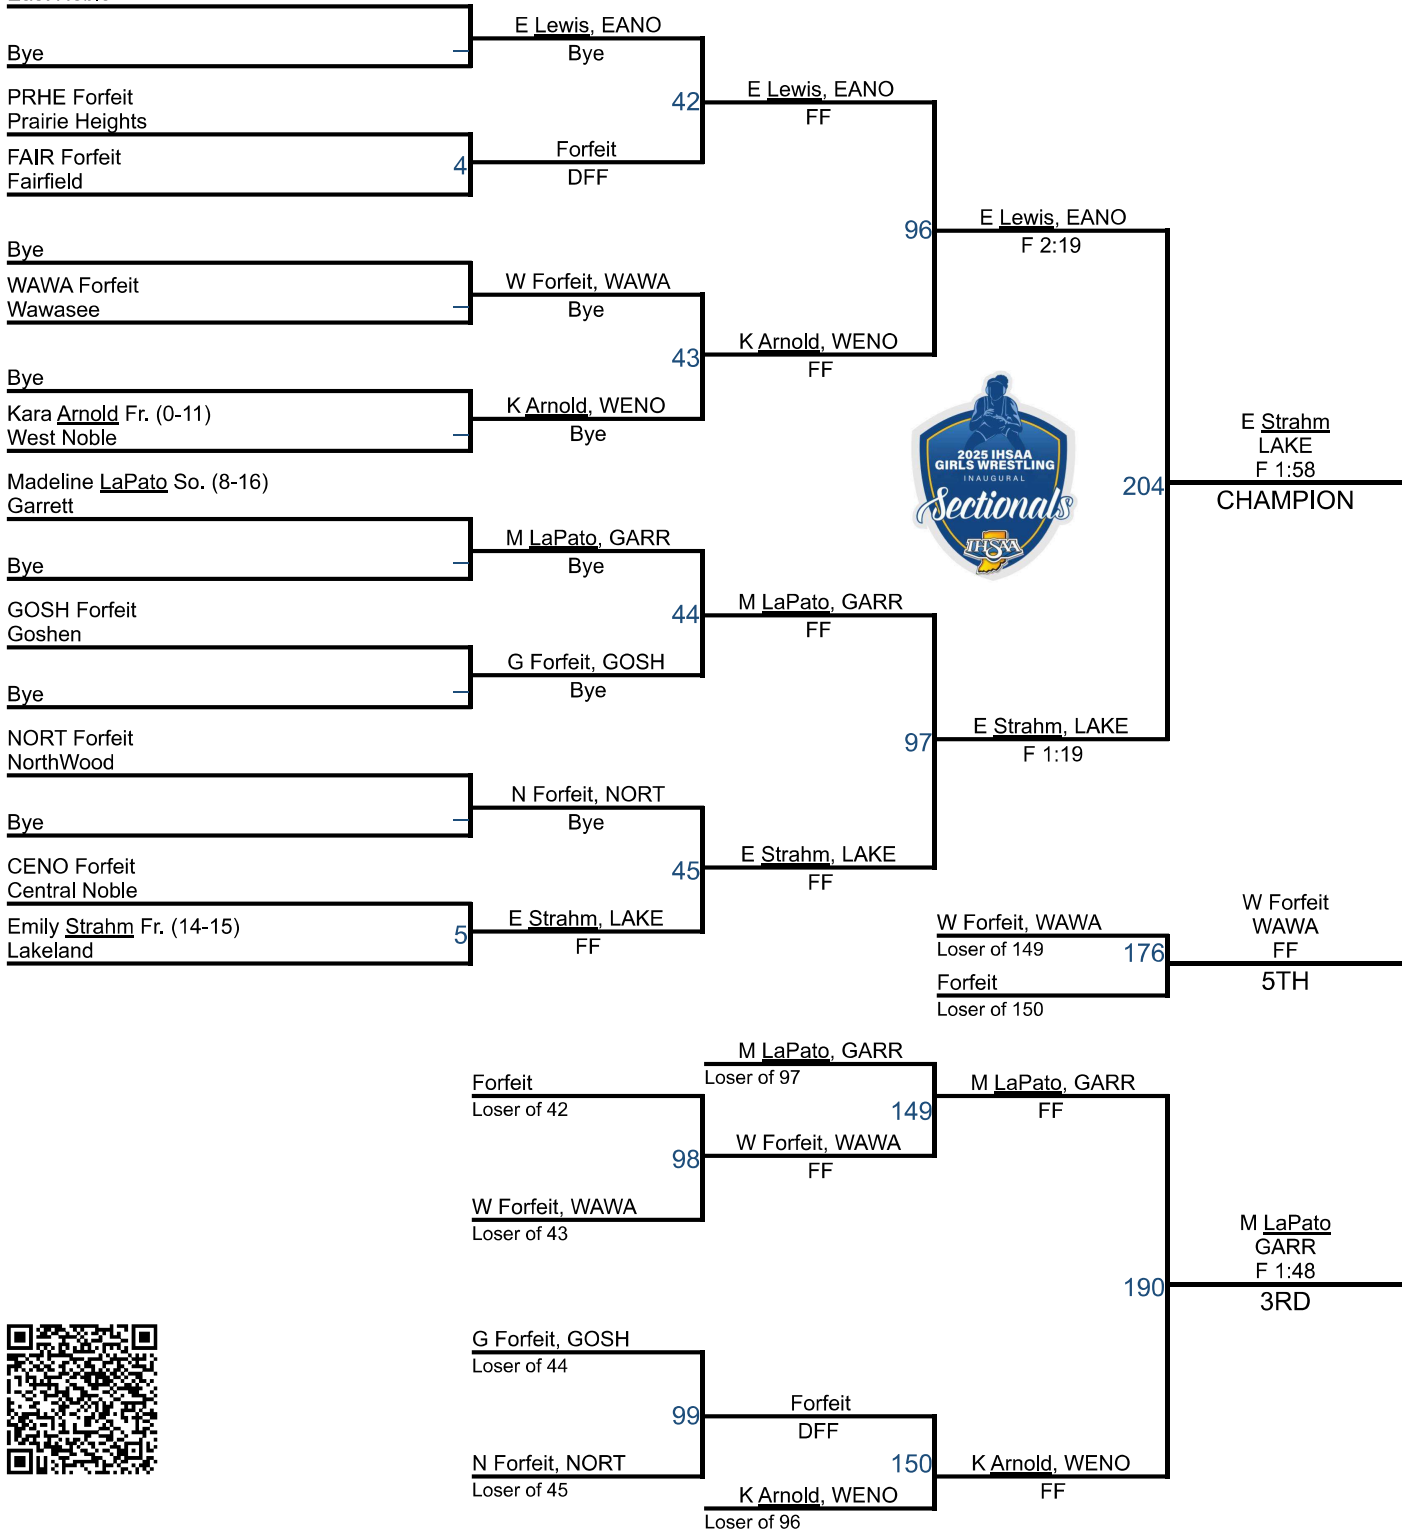 Bye
PRHE Forfeit
Prairie Heights
FAIR Forfeit
Fairfield
4
Bye
WAWA Forfeit
Wawasee
Bye
Kara Arnold Fr. (0-11)
West Noble
Madeline LaPato So. (8-16)
Garrett
Bye
GOSH Forfeit
Goshen
Bye
NORT Forfeit
NorthWood
Bye
CENO Forfeit
Central Noble
Emily Strahm Fr. (14-15)
Lakeland
5
E Lewis, EANO
Bye
42
Forfeit
DFF
W Forfeit, WAWA
Bye
43
K Arnold, WENO
Bye
M LaPato, GARR
Bye
44
G Forfeit, GOSH
Bye
N Forfeit, NORT
Bye
45
E Strahm, LAKE
FF
E Lewis, EANO
FF
96
K Arnold, WENO
FF
M LaPato, GARR
FF
97
E Strahm, LAKE
FF
E Lewis, EANO
F 2:19
2025 IHSAA
GIRLS WRESTLING
INAUGURAL
Sectionals
IHSAA
204
E Strahm, LAKE
F 1:19
E Strahm
LAKE
F 1:58
CHAMPION
W Forfeit, WAWA
Loser of 149
176
Forfeit
Loser of 150
W Forfeit
WAWA
FF
5TH
Forfeit
Loser of 42
98
W Forfeit, WAWA
Loser of 43
M LaPato, GARR
Loser of 97
149
W Forfeit, WAWA
FF
M LaPato, GARR
FF
190
M LaPato
GARR
F 1:48
3RD
G Forfeit, GOSH
Loser of 44
99
N Forfeit, NORT
Loser of 45
Forfeit
DFF
150
K Arnold, WENO
Loser of 96
K Arnold, WENO
FF